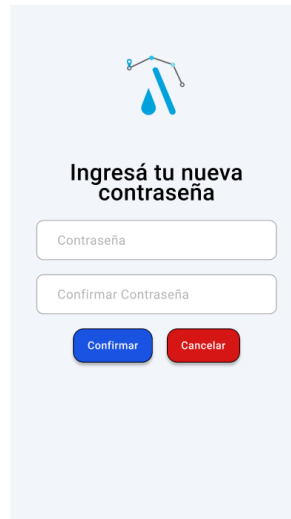 Ingresá tu nueva
contraseña
Contraseña
Confirmar Contraseña
Confirmar
Cancelar